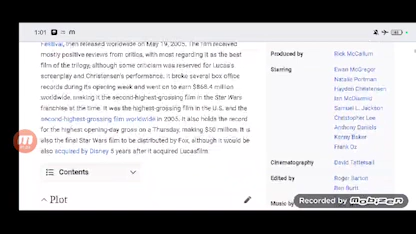 1:01
Festival, then released worldwide on May 19, 2005. The film received
mostly positive reviews from critics, with most regarding it as the best
film of the trilogy, although some criticism was reserved for Lucas's
screenplay and Christensen's performance. It broke several box office
records during its opening week and went on to earn $868.4 million
worldwide, making it the second-highest-grossing film in the Star Wars
franchise at the time. It was the highest-grossing film in the U.S. and the
second-highest-grossing film worldwide in 2005. It also holds the record
for the highest opening-day gross on a Thursday, making $50 million. It is
also the final Star Wars film to be distributed by Fox, although it would be
also acquired by Disney 6 years after it acquired Lucasfilm.
Contents
Plot
Produced by Rick McCallum
Starring Ewan McGregor
Natalie Portman
Hayden Christensen
Ian McDiarmid
Samuel L. Jackson
Christopher Lee
Anthony Daniels
Kenny Baker
Frank Oz
Cinematography David Tattersall
Edited by Roger Barton
Ben Burtt
Music by
Recorded by mobizen